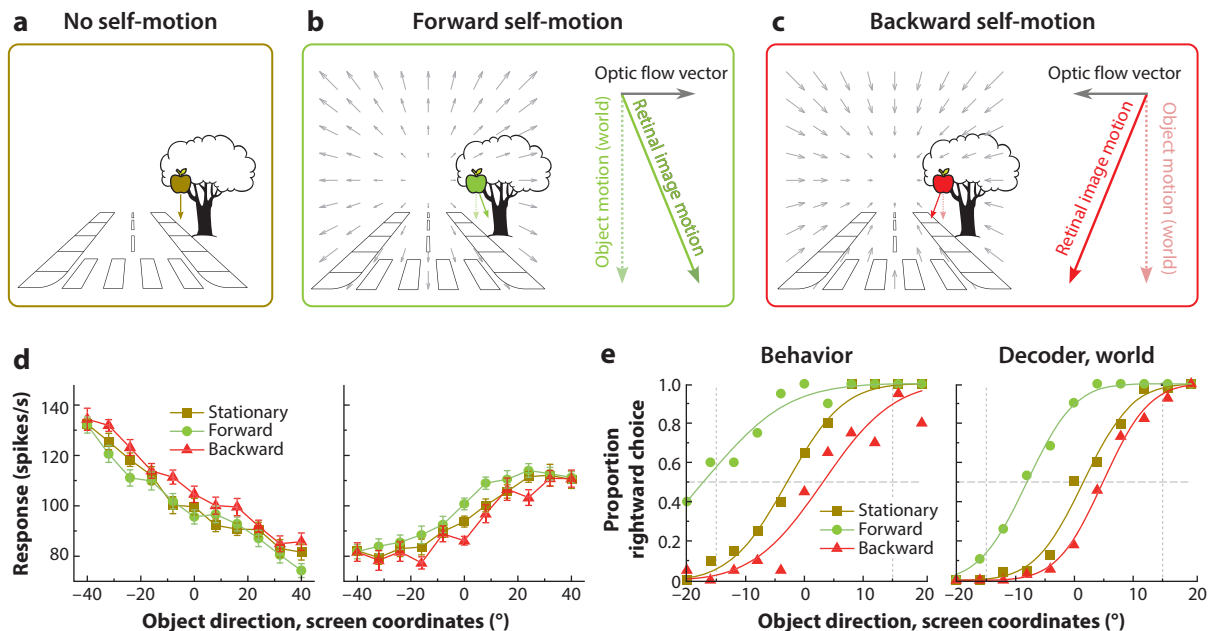 a No self-motion
b Forward self-motion
c Backward self-motion
Optic flow vector
Object motion (world)
Retinal image motion
Optic flow vector
Retinal image motion
Object motion (world)
d
Response (spikes/s)
140
120
100
80
Stationary
Forward
Backward
−40 −20 0 20 40
−40 −20 0 20 40
Object direction, screen coordinates (°)
e Behavior Decoder, world
Proportion
rightward choice
1.0
0.8
0.6
0.4
0.2
0
Stationary
Forward
Backward
−20 −10 0 10 20
−20 −10 0 10 20
Object direction, screen coordinates (°)